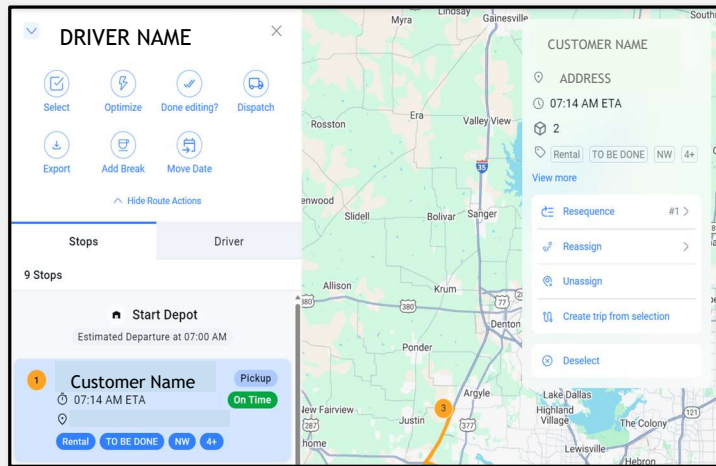 DRIVER NAME
Select
Optimize
Done editing?
Dispatch
Export
Add Break
Move Date
Hide Route Actions
Stops
Driver
9 Stops
Start Depot
Estimated Departure at 07:00 AM
1
Customer Name
Pickup
07:14 AM ETA
On Time
Rental
TO BE DONE
NW
4+
Myra
Lindsay
Gainesville
South
Rosston
Era
Valley View
35
enwood
Slidell
Bolivar
Sanger
Allison
Krum
380
380
77
Denton
Ponder
3
Argyle
New Fairview
Justin
287
377
home
Lake Dallas
Highland
Village
The Colony
121
Lewisville
Hebron
CUSTOMER NAME
ADDRESS
07:14 AM ETA
2
Rental
TO BE DONE
NW
4+
View more
Resequence
#1
Reassign
Unassign
Create trip from selection
Deselect